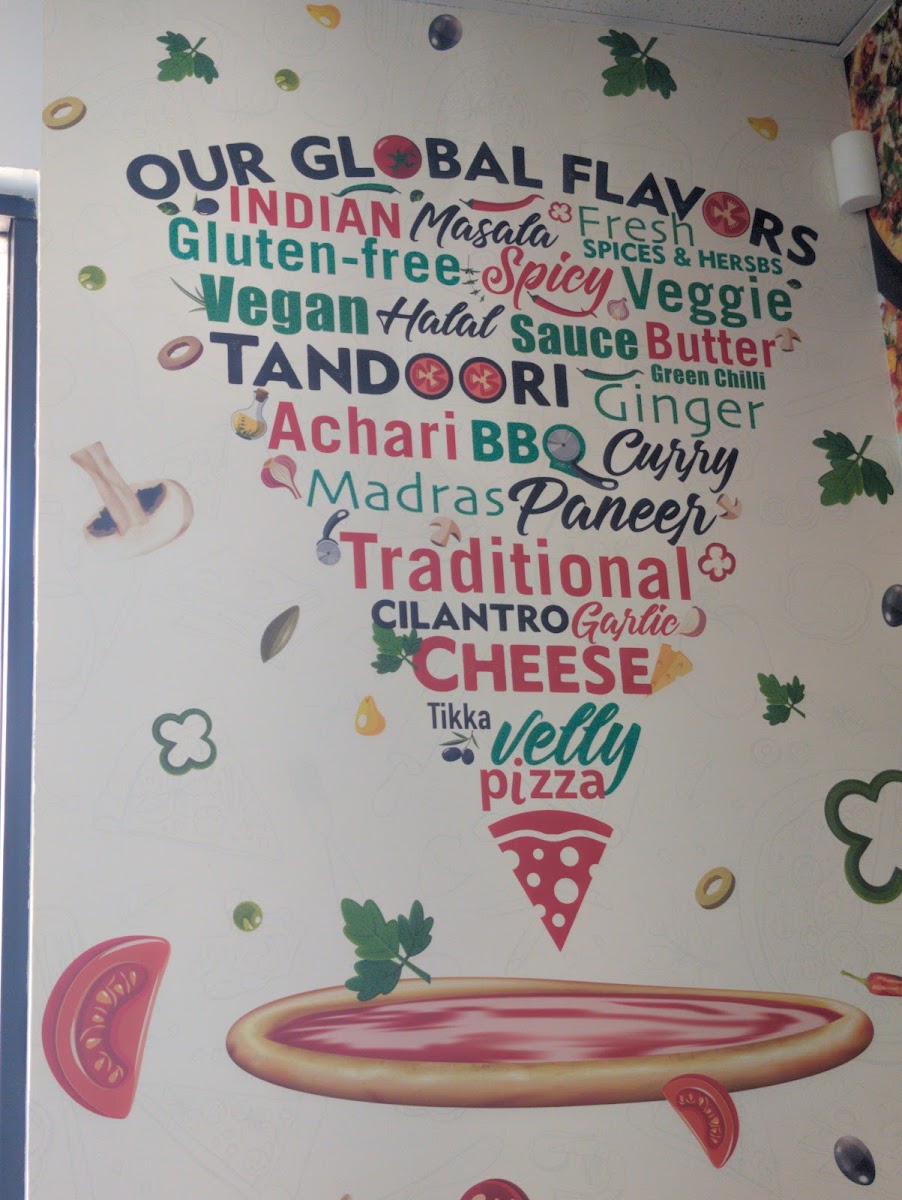 OUR GLOBAL FLAVORS
INDIAN Masala Fresh
SPICES & HERSBS
Gluten-free Spicy Veggie
Vegan Halal Sauce Butter
TANDOORI Green Chilli
Ginger
Achari BBQ Curry
Madras Paneer
Traditional
CILANTRO Garlic
CHEESE
Tikka velly
pizza